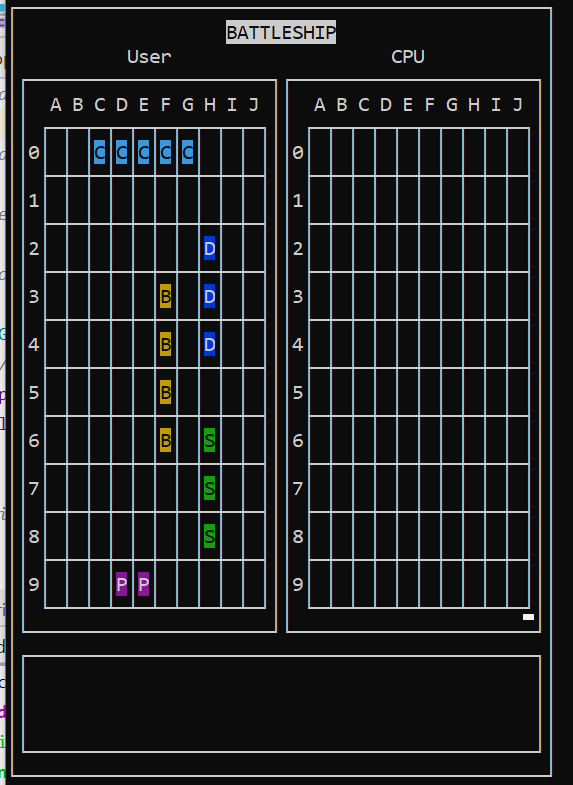 BATTLESHIP
User CPU
A B C D E F G H I J A B C D E F G H I J
0 C C C C C 0
1 1
2 D 2
3 B D 3
4 B D 4
5 B 5
6 B S 6
7 S 7
8 S 8
9 P P 9